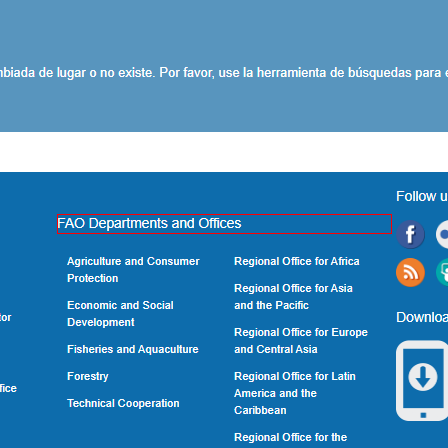 mbiada de lugar o no existe. Por favor, use la herramienta de búsquedas para e
Follow u
FAO Departments and Offices
Agriculture and Consumer
Protection
Economic and Social
Development
Fisheries and Aquaculture
Forestry
Technical Cooperation
Regional Office for Africa
Regional Office for Asia
and the Pacific
Regional Office for Europe
and Central Asia
Regional Office for Latin
America and the
Caribbean
Regional Office for the
tor
fice
Downloa